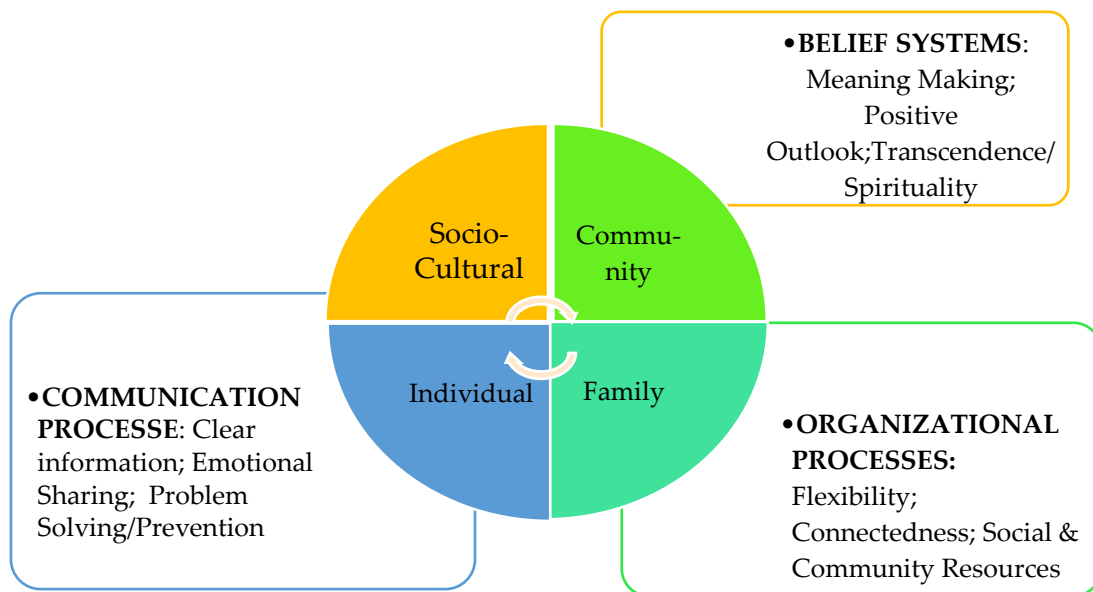 •BELIEF SYSTEMS:
Meaning Making;
Positive
Outlook;Transcendence/
Spirituality
Socio-
Cultural
Commu-
nity
Individual
Family
•COMMUNICATION
PROCESSE: Clear
information; Emotional
Sharing; Problem
Solving/Prevention
•ORGANIZATIONAL
PROCESSES:
Flexibility;
Connectedness; Social &
Community Resources